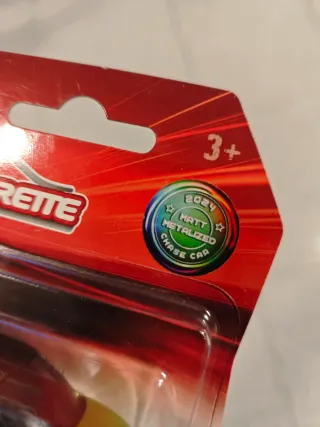 3+
RETTE
2024
MATT
METALIZED
CHASE CAR